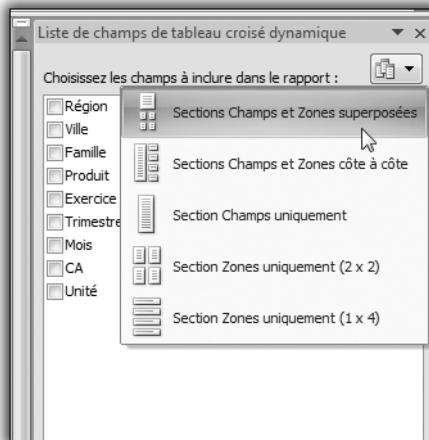 Liste de champs de tableau croisé dynamique
Choisissez les champs à inclure dans le rapport :
Région
Ville
Famille
Produit
Exercice
Trimestre
Mois
CA
Unité
Sections Champs et Zones superposées
Sections Champs et Zones côte à côte
Section Champs uniquement
Section Zones uniquement (2 x 2)
Section Zones uniquement (1 x 4)